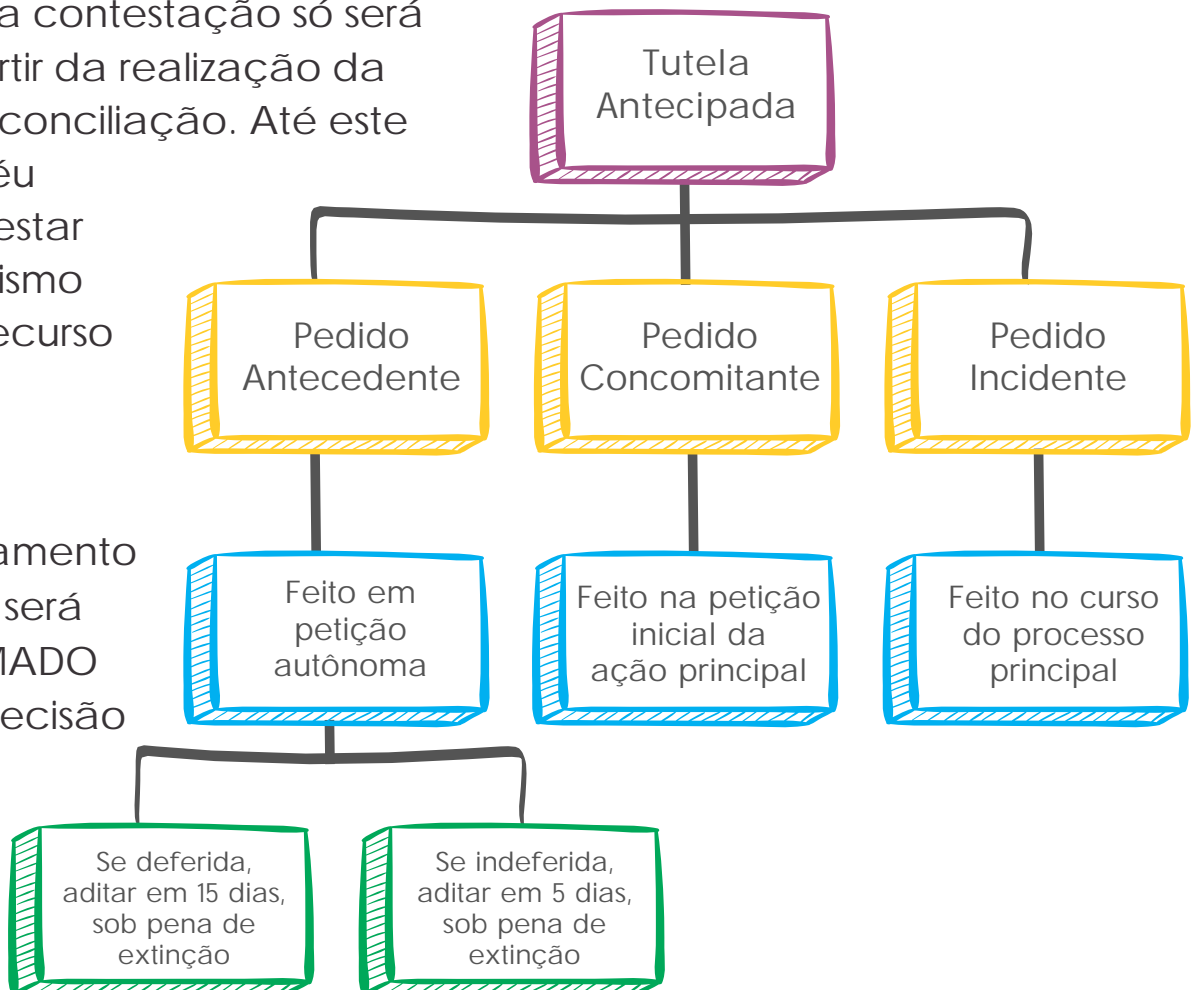 a contestação só será
rtir da realização da
conciliação. Até este
éu
estar
ismo
ecurso
amento
será
MADO
ecisão
Tutela
Antecipada
Pedido
Antecedente
Pedido
Concomitante
Pedido
Incidente
Feito em
petição
autônoma
Feito na petição
inicial da
ação principal
Feito no curso
do processo
principal
Se deferida,
aditar em 15 dias,
sob pena de
extinção
Se indeferida,
aditar em 5 dias,
sob pena de
extinção